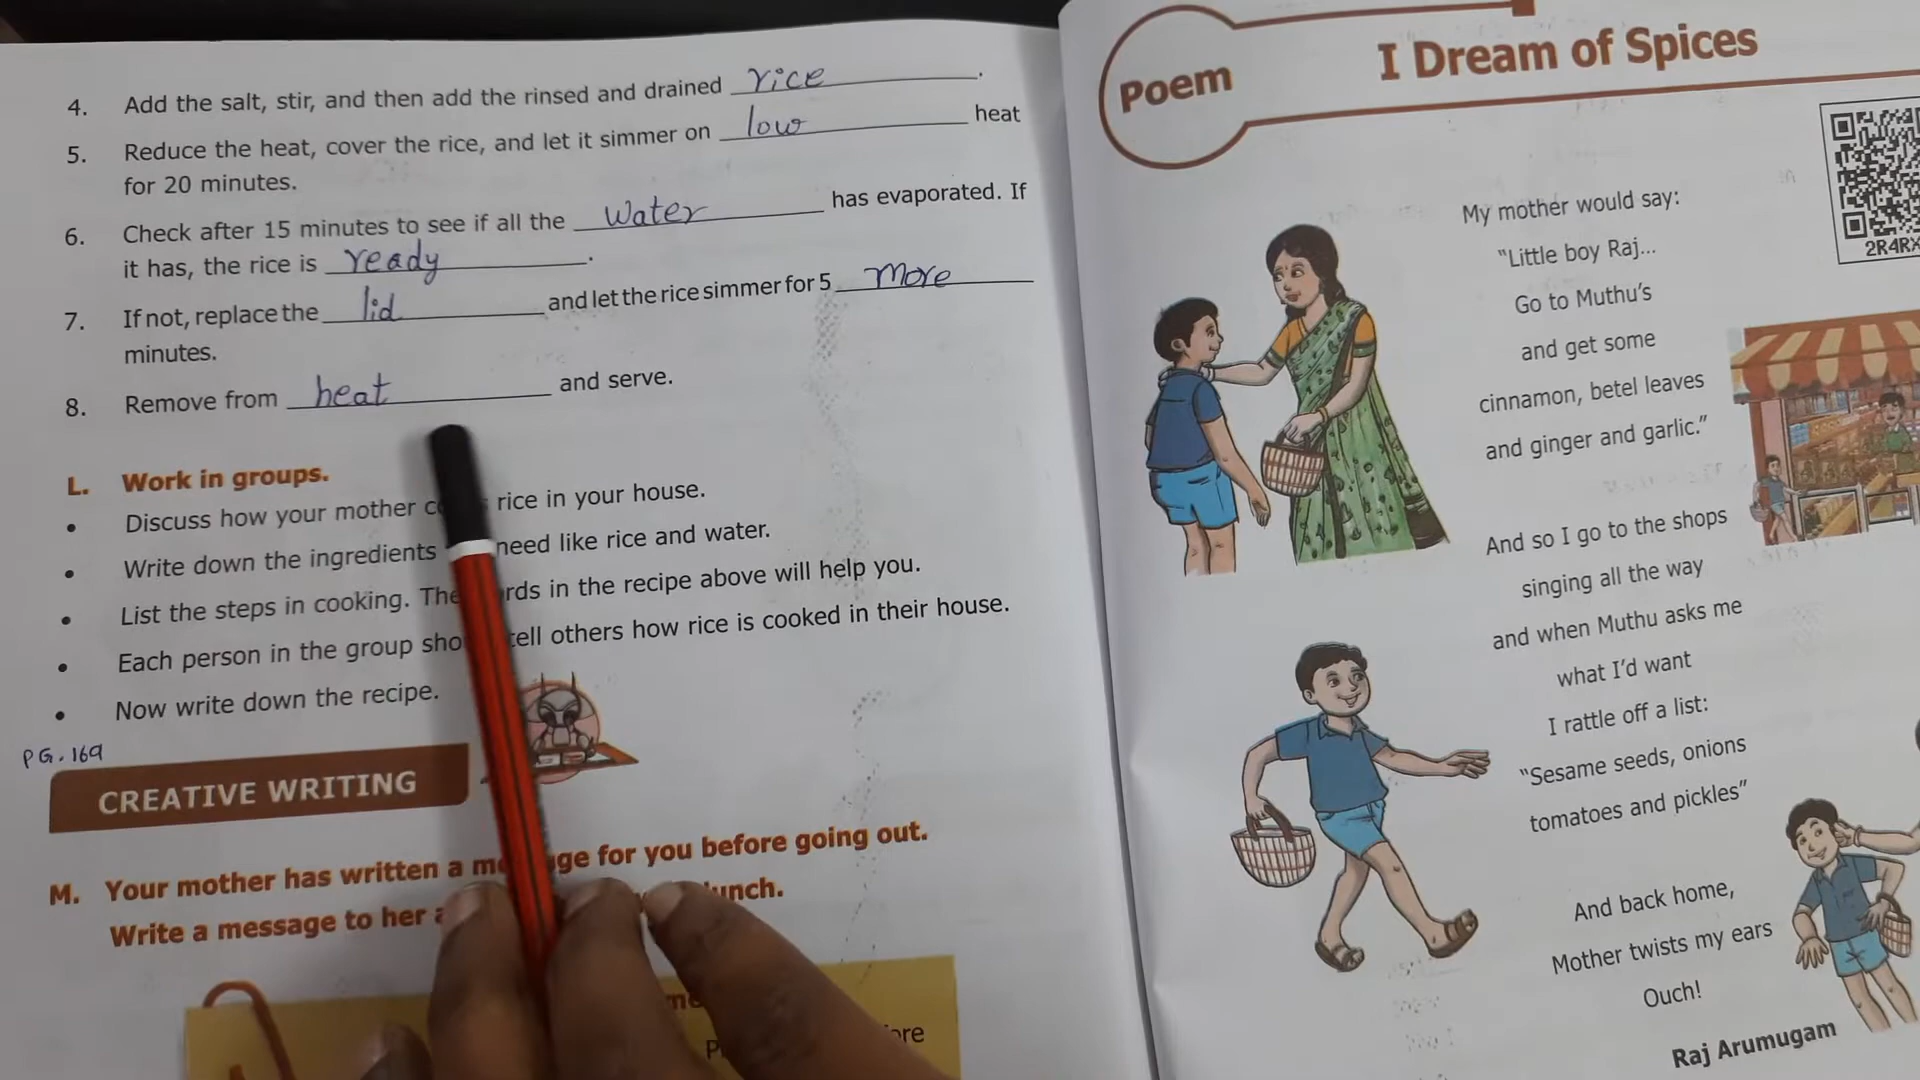 4. Add the salt, stir, and then add the rinsed and drained rice.
5. Reduce the heat, cover the rice, and let it simmer on low heat
for 20 minutes.
6. Check after 15 minutes to see if all the Water has evaporated. If
it has, the rice is ready.
7. If not, replace the lid and let the rice simmer for 5 more
minutes.
8. Remove from heat and serve.
L. Work in groups.
• Discuss how your mother rice in your house.
• Write down the ingredients need like rice and water.
• List the steps in cooking. The in the recipe above will help you.
• Each person in the group tell others how rice is cooked in their house.
• Now write down the recipe.
PG. 169
CREATIVE WRITING
M. Your mother has written a for you before going out.
Write a message to her
Poem
I Dream of Spices
2R4RX
My mother would say:
"Little boy Raj...
Go to Muthu's
and get some
cinnamon, betel leaves
and ginger and garlic."
And so I go to the shops
singing all the way
and when Muthu asks me
what I'd want
I rattle off a list:
"Sesame seeds, onions
tomatoes and pickles"
And back home,
Mother twists my ears
Ouch!
Raj Arumugam